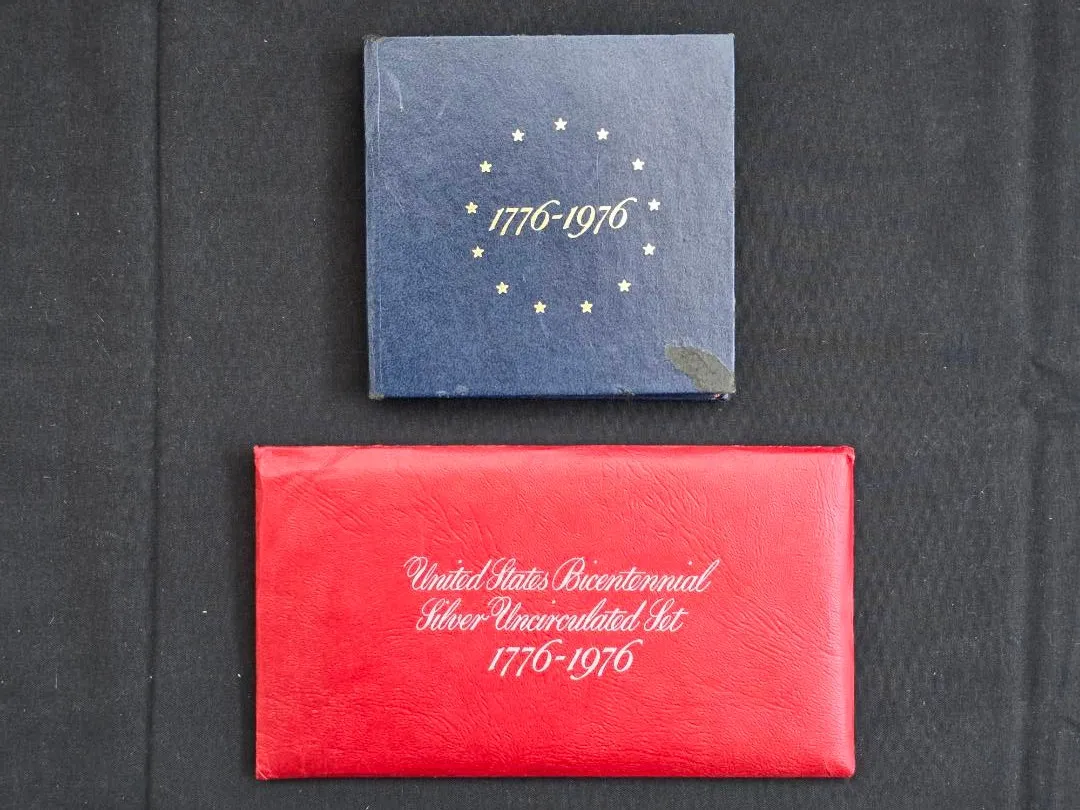 1776-1976
United States Bicentennial
Silver Uncirculated Set
1776-1976